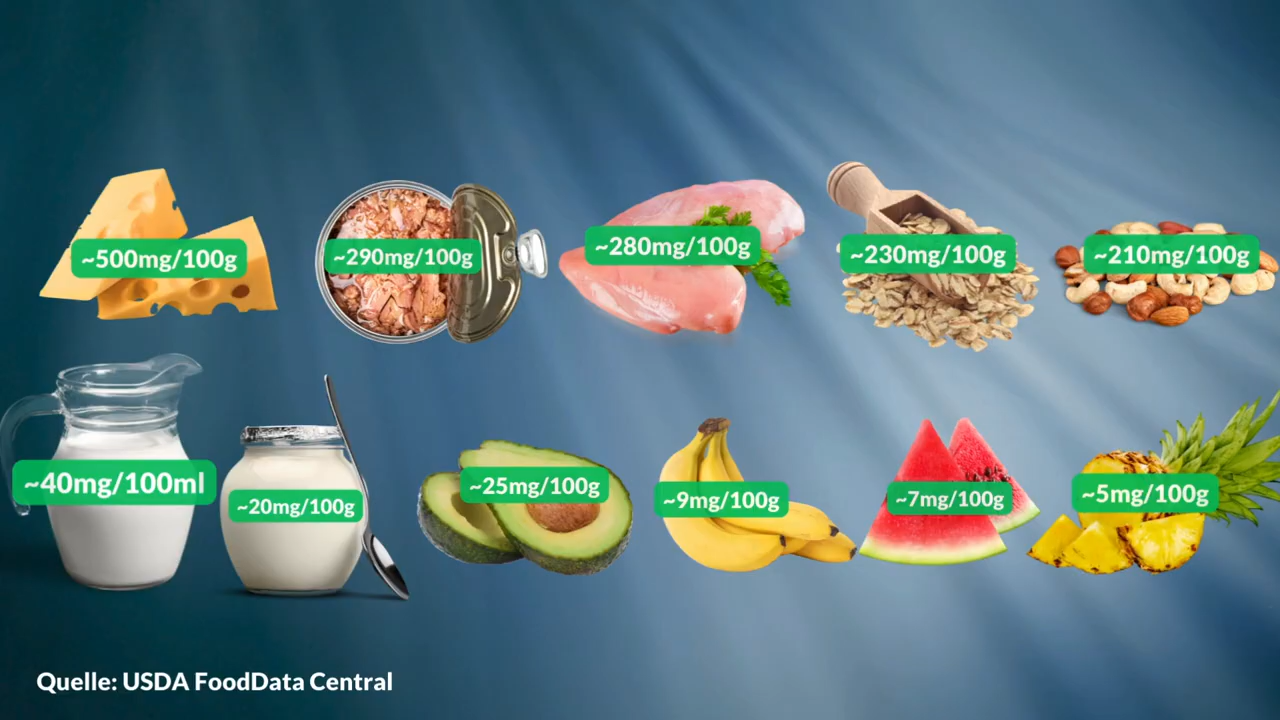 ~500mg/100g
~290mg/100g
~280mg/100g
~230mg/100g
~210mg/100g
~40mg/100ml
~20mg/100g
~25mg/100g
~9mg/100g
~7mg/100g
~5mg/100g
Quelle: USDA FoodData Central